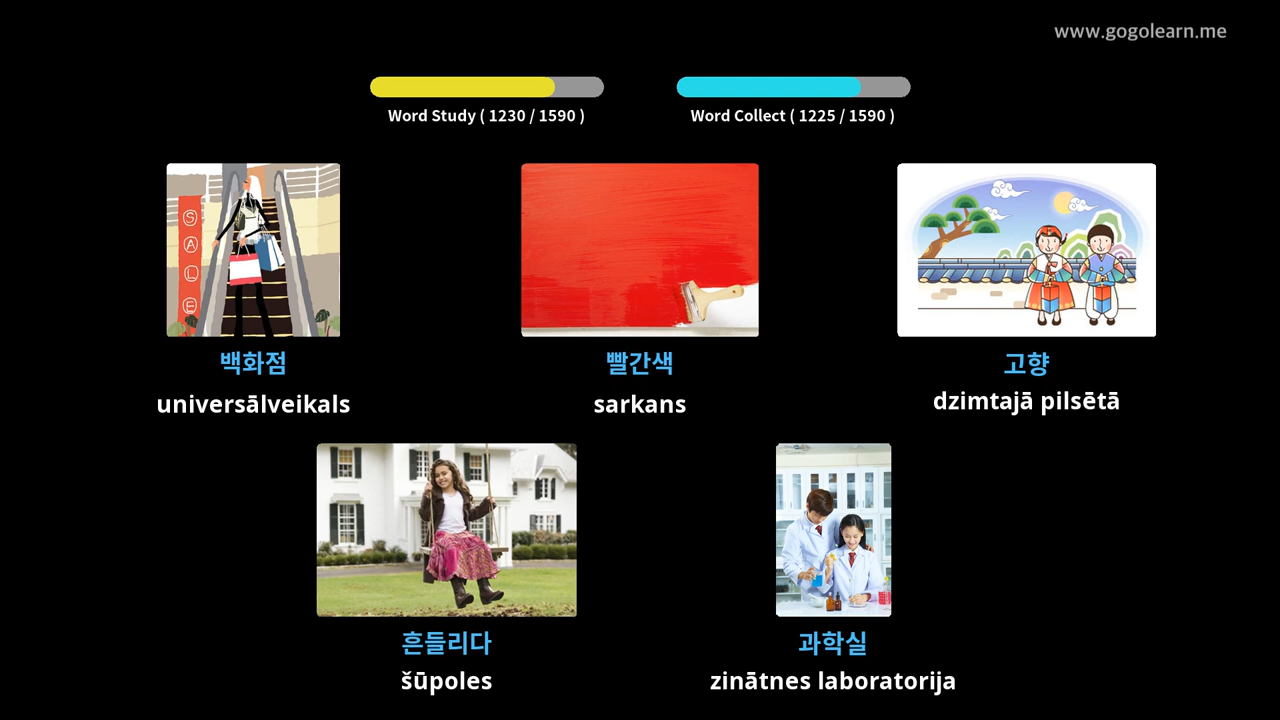 www.gogolearn.me
Word Study ( 1230 / 1590 )
Word Collect ( 1225 / 1590 )
SALE
백화점
universālveikals
빨간색
sarkans
고향
dzimtajā pilsētā
흔들리다
šūpoles
과학실
zinātnes laboratorija